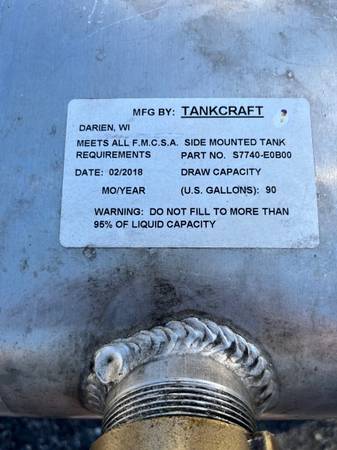 MFG BY: TANKCRAFT
DARIEN, WI
MEETS ALL F.M.C.S.A. SIDE MOUNTED TANK
REQUIREMENTS PART NO. S7740-E0B00
DATE: 02/2018 DRAW CAPACITY
MO/YEAR (U.S. GALLONS): 90
WARNING: DO NOT FILL TO MORE THAN
95% OF LIQUID CAPACITY